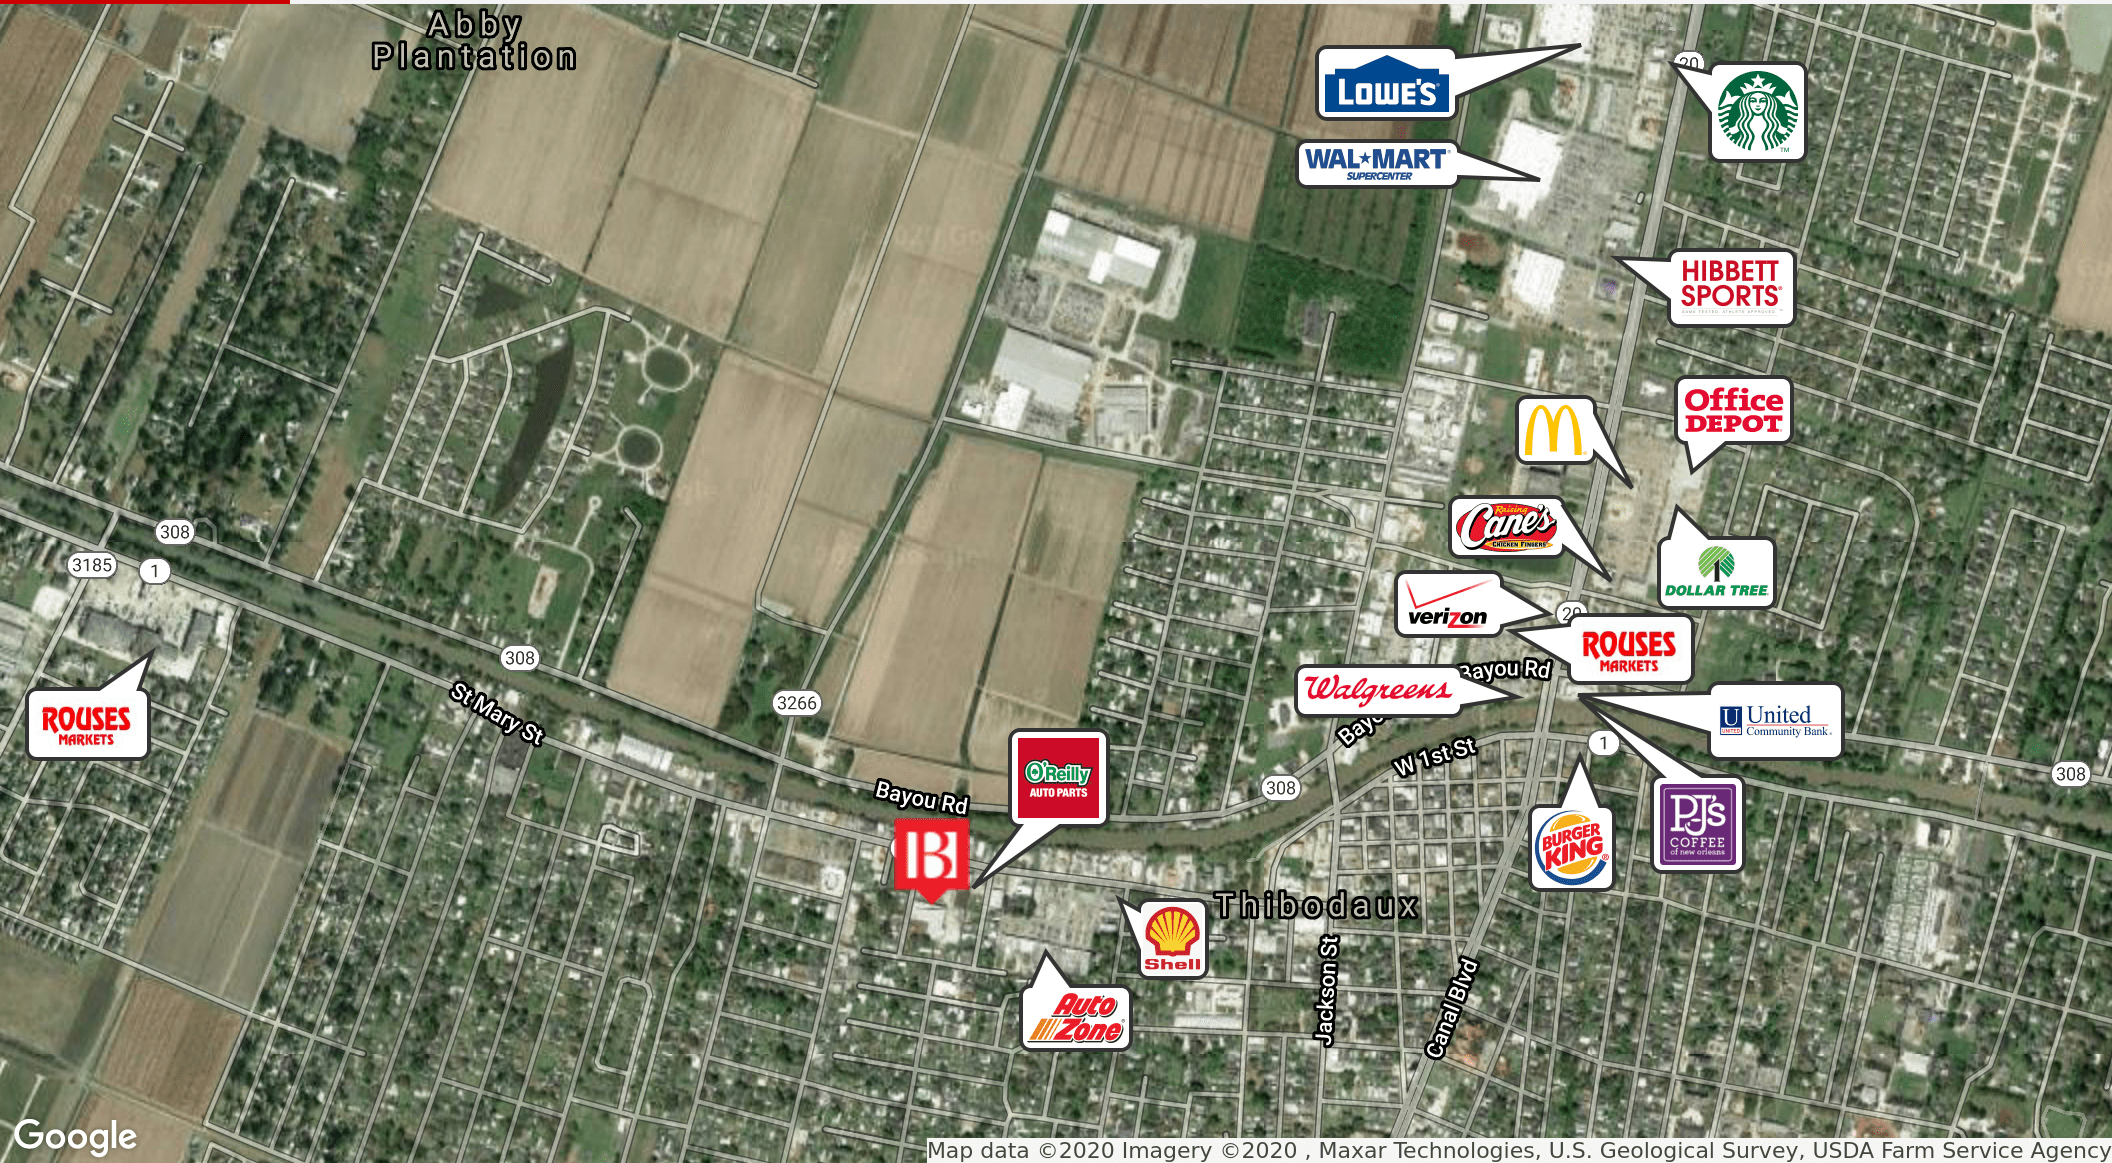 Abby
Plantation
LOWE'S
20
TM
WAL★MART
SUPERCENTER
HIBBETT
SPORTS
Office
DEPOT
Raising
Cane's
CHICKEN FINGERS
308
3185
1
DOLLAR TREE
verizon
20
ROUSES
MARKETS
308
Bayou Rd
Walgreens
St Mary St
3266
ROUSES
MARKETS
U
UNITED
United
Community Bank
Bayo
W 1st St
1
308
308
O'Reilly
AUTO PARTS
Bayou Rd
PJ's
COFFEE
of new orleans
BURGER
KING
B
Thibodaux
Shell
Jackson St
Canal Blvd
Auto
Zone
Google
Map data ©2020 Imagery ©2020 , Maxar Technologies, U.S. Geological Survey, USDA Farm Service Agency